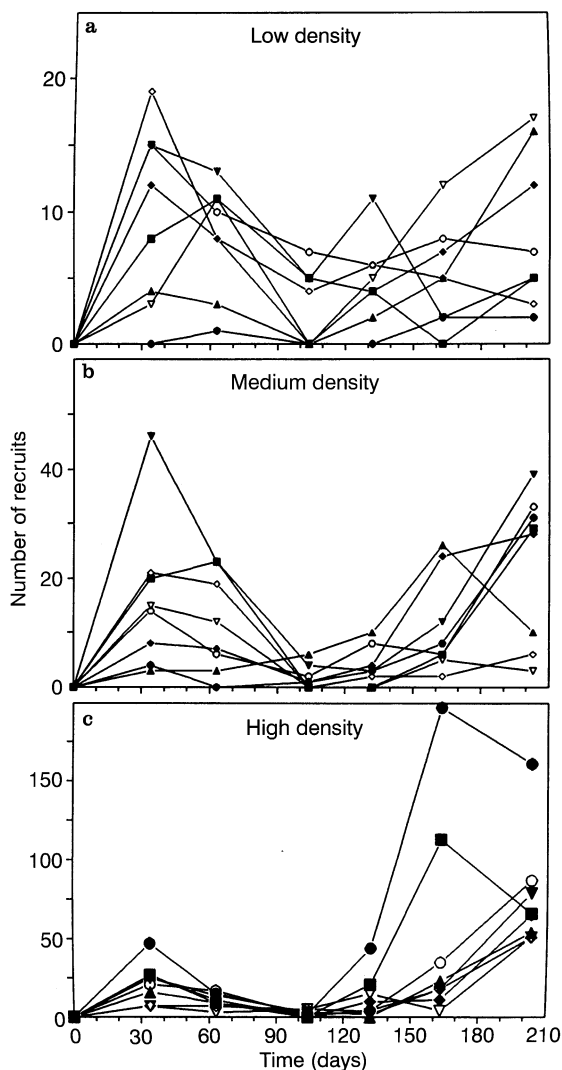 a
Low density
20
10
0
b
Medium density
40
20
0
Number of recruits
c
High density
150
100
50
0
0 30 60 90 120 150 180 210
Time (days)